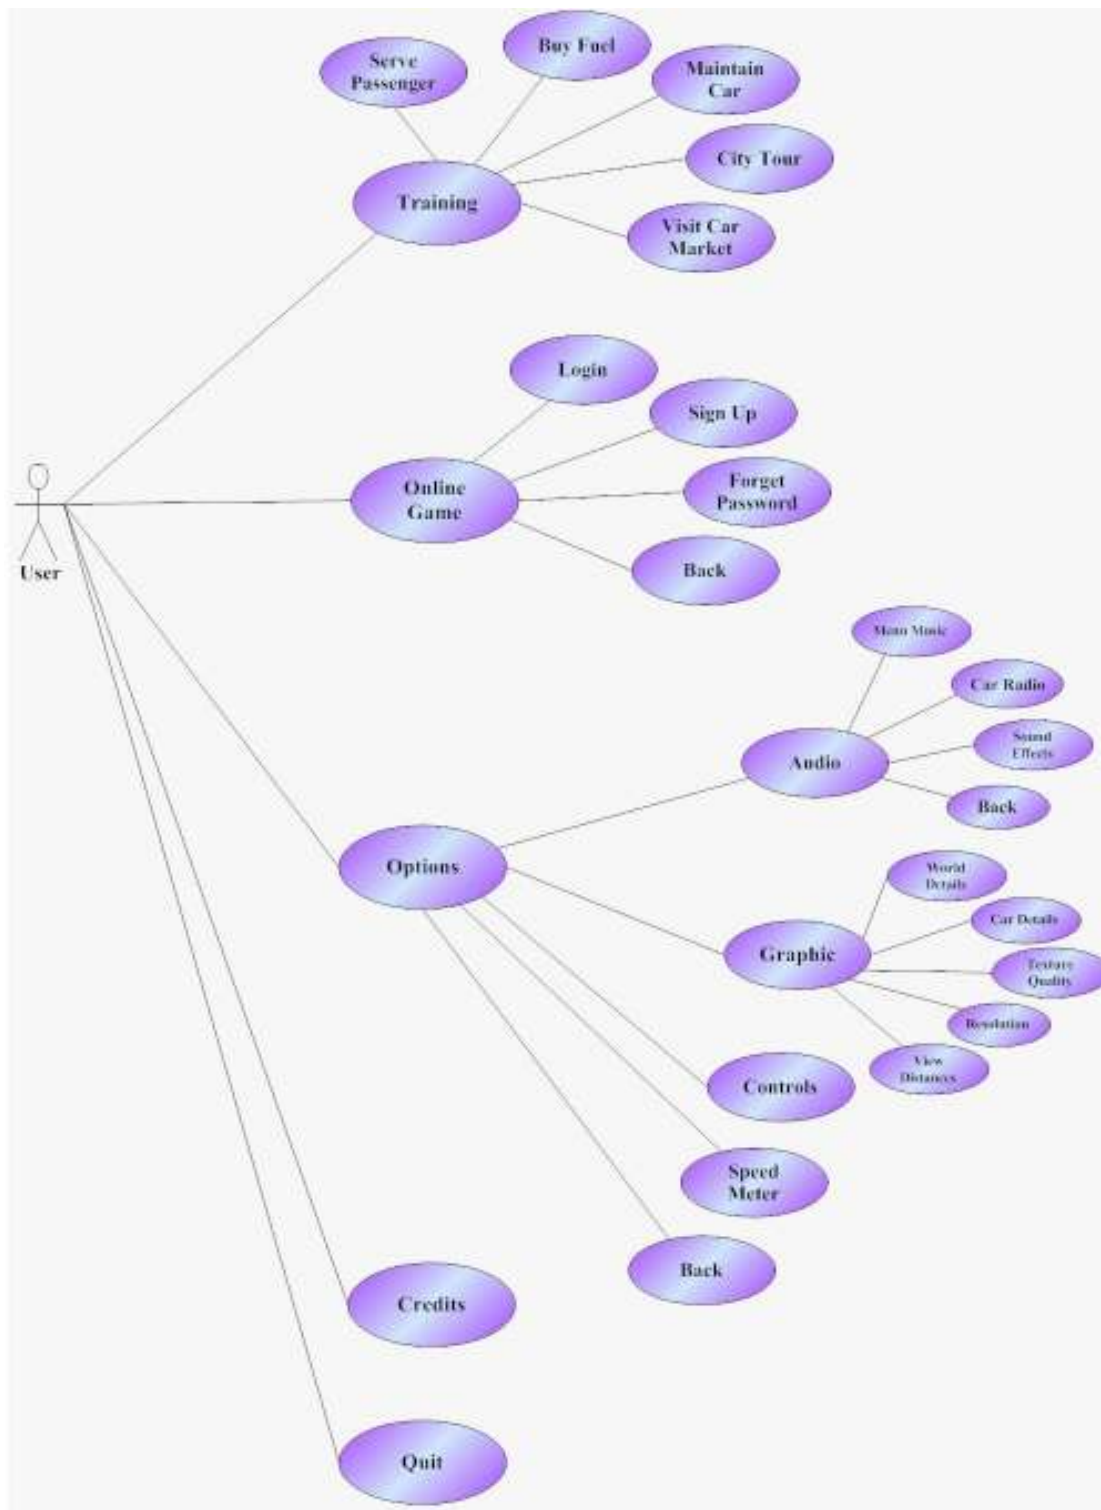 Buy Fuel
Serve
Passenger
Maintain
Car
City Tour
Training
Visit Car
Market
Login
Sign Up
Online
Game
Forget
Password
Back
User
Menu Music
Car Radio
Sound
Effects
Audio
Back
Options
World
Details
Car Details
Graphic
Texture
Quality
Resolution
View
Distances
Controls
Speed
Meter
Back
Credits
Quit